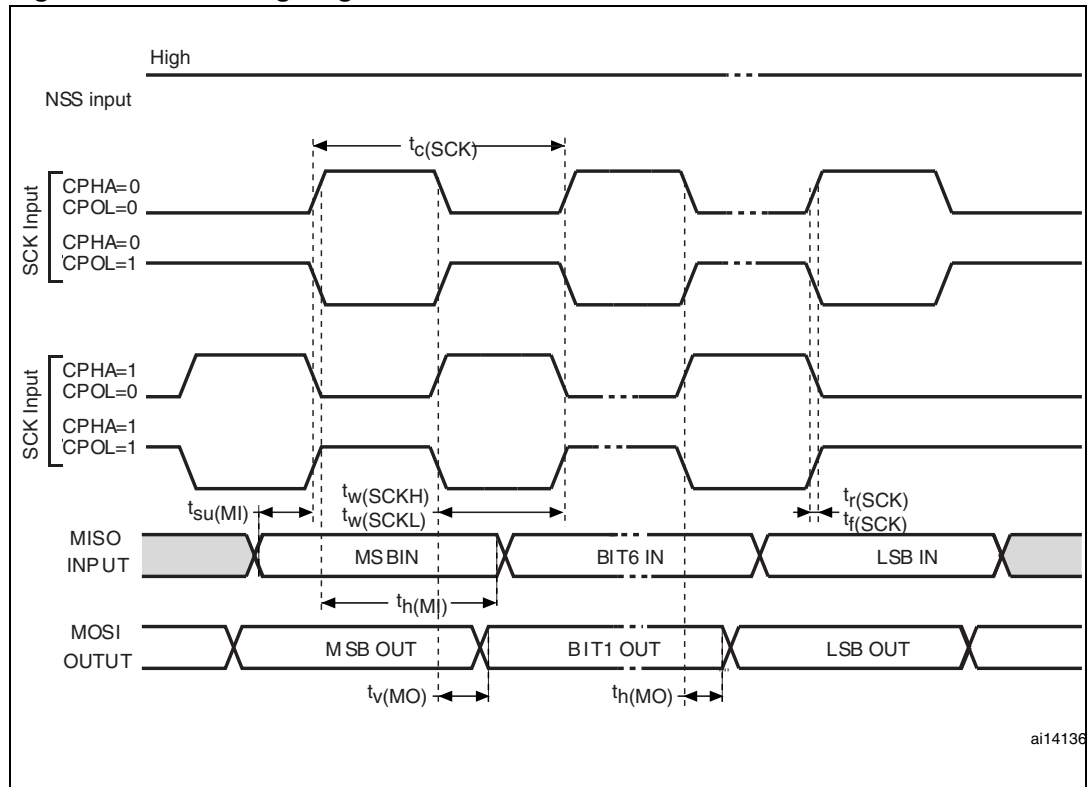 High
NSS input
tc(SCK)
SCK Input
CPHA=0
CPOL=0
CPHA=0
CPOL=1
SCK Input
CPHA=1
CPOL=0
CPHA=1
CPOL=1
tsu(MI)
tw(SCKH)
tw(SCKL)
tr(SCK)
tf(SCK)
MISO
INPUT
MSBIN
BIT6 IN
LSB IN
th(MI)
MOSI
OUTUT
MSB OUT
BIT1 OUT
LSB OUT
tv(MO)
th(MO)
ai14136